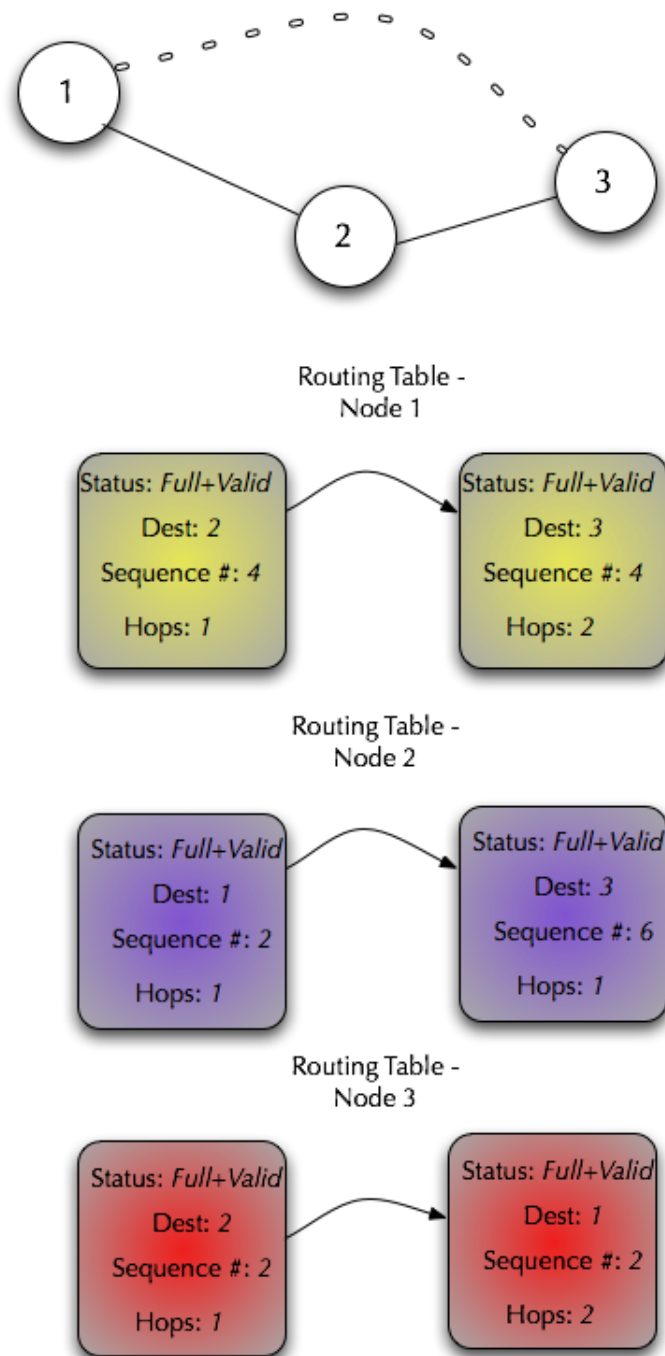 1
3
2
Routing Table -
Node 1
Status: Full+Valid
Dest: 2
Sequence #: 4
Hops: 1
Status: Full+Valid
Dest: 3
Sequence #: 4
Hops: 2
Routing Table -
Node 2
Status: Full+Valid
Dest: 1
Sequence #: 2
Hops: 1
Status: Full+Valid
Dest: 3
Sequence #: 6
Hops: 1
Routing Table -
Node 3
Status: Full+Valid
Dest: 2
Sequence #: 2
Hops: 1
Status: Full+Valid
Dest: 1
Sequence #: 2
Hops: 2